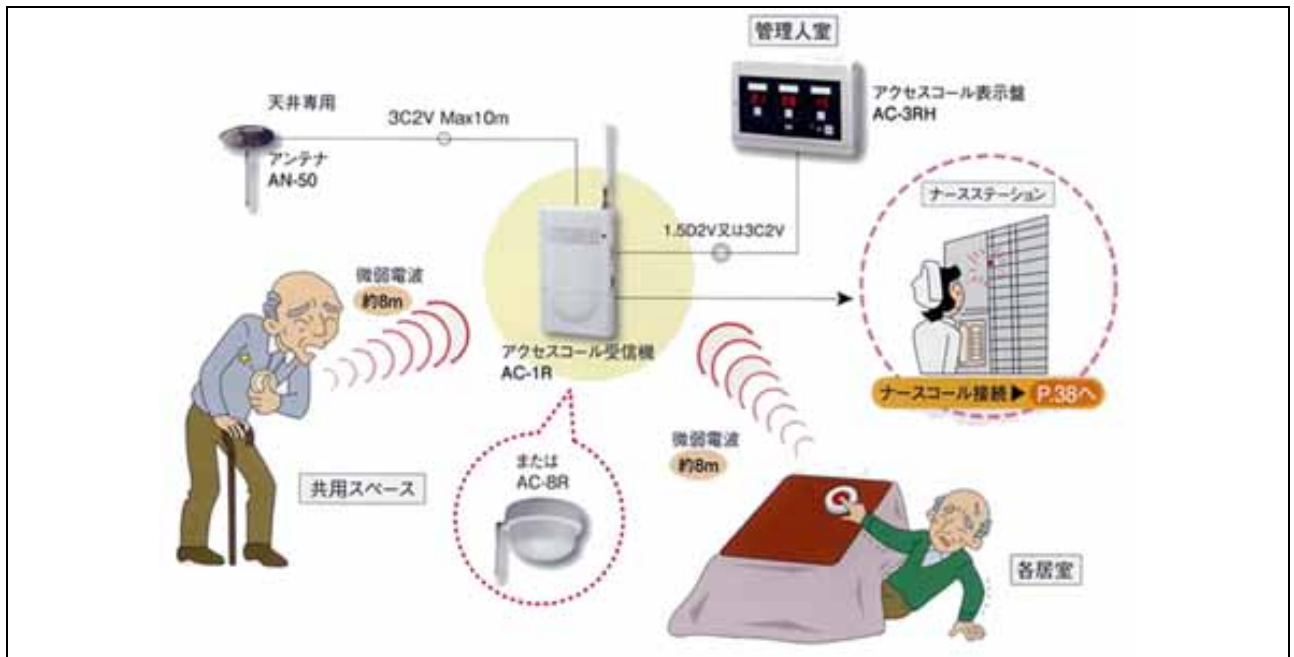 管理人室
天井専用
3C2V Max10m
アンテナ
AN-50
アクセスコール表示盤
AC-3RH
ナースステーション
1.5D2V又は3C2V
微弱電波
約8m
アクセスコール受信機
AC-1R
ナースコール接続▶P.38へ
微弱電波
約8m
または
AC-8R
共用スペース
各居室